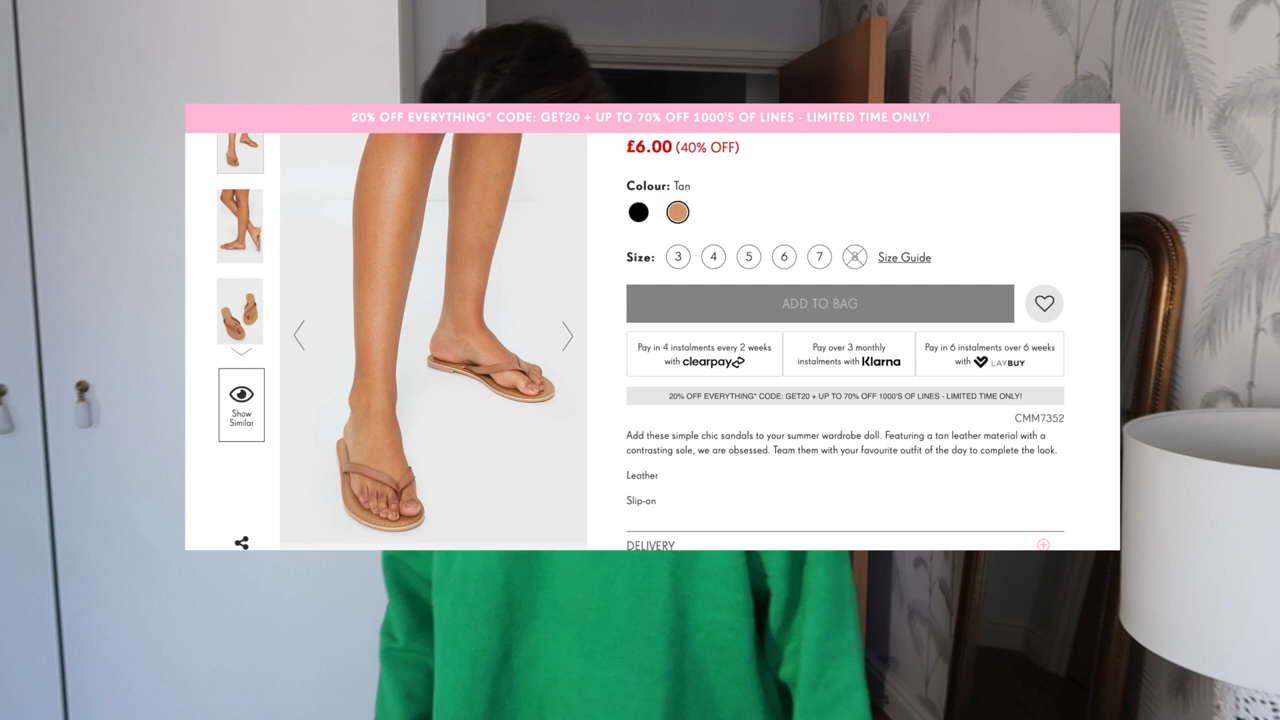 20% OFF EVERYTHING* CODE: GET20 + UP TO 70% OFF 1000'S OF LINES - LIMITED TIME ONLY!
£6.00 (40% OFF)
Colour: Tan
Size: 3 4 5 6 7 8 Size Guide
ADD TO BAG
Pay in 4 instalments every 2 weeks
with clearpay
Pay over 3 monthly
instalments with Klarna
Pay in 6 instalments over 6 weeks
with LAYBUY
Show
Similar
20% OFF EVERYTHING* CODE: GET20 + UP TO 70% OFF 1000'S OF LINES - LIMITED TIME ONLY!
CMM7352
Add these simple chic sandals to your summer wardrobe doll. Featuring a tan leather material with a
contrasting sole, we are obsessed. Team them with your favourite outfit of the day to complete the look.
Leather
Slip-on
DELIVERY